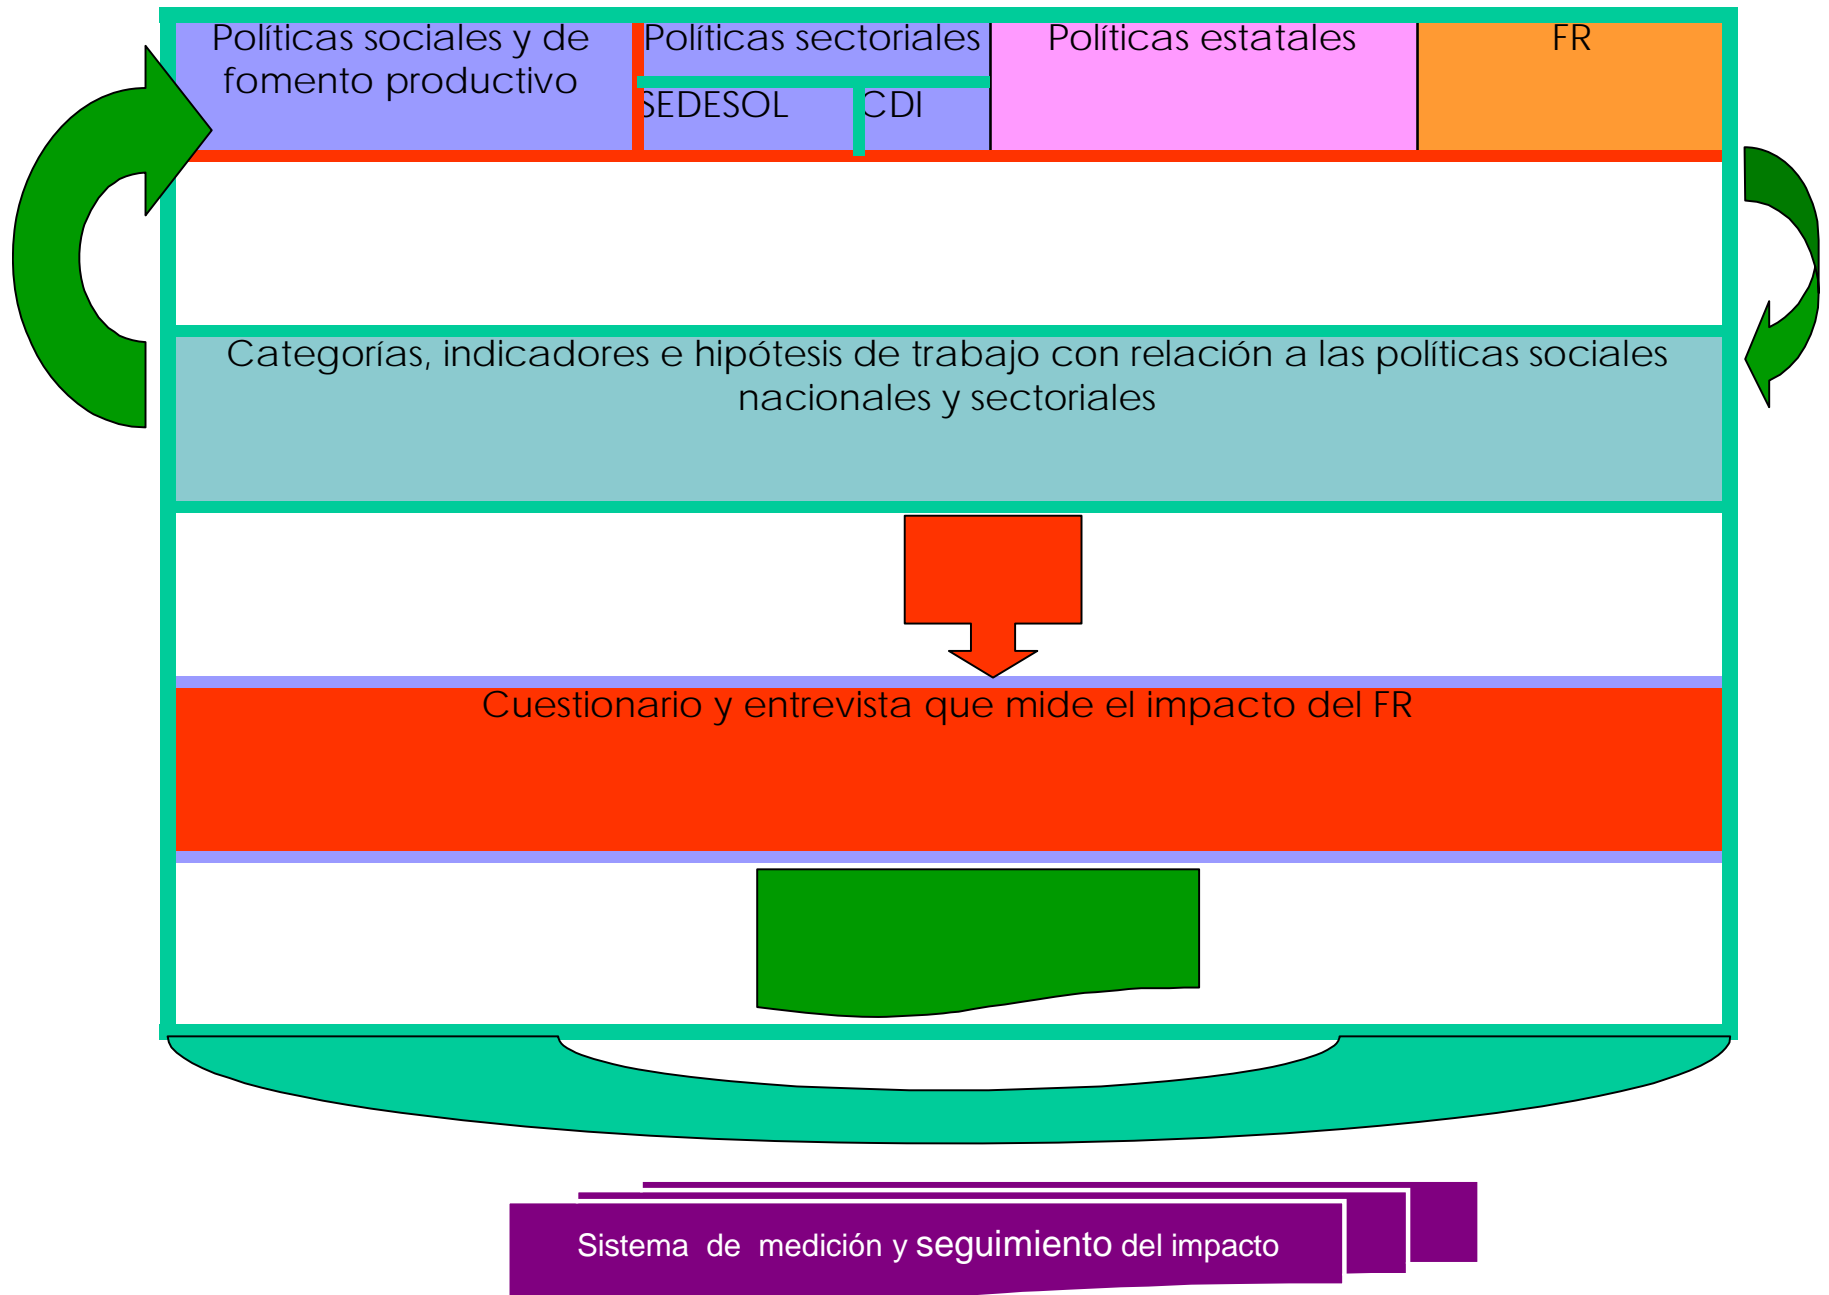 Políticas sociales y de
fomento productivo
Políticas sectoriales
SEDESOL
CDI
Políticas estatales
FR
Categorías, indicadores e hipótesis de trabajo con relación a las políticas sociales
nacionales y sectoriales
Cuestionario y entrevista que mide el impacto del FR
Sistema de medición y seguimiento del impacto